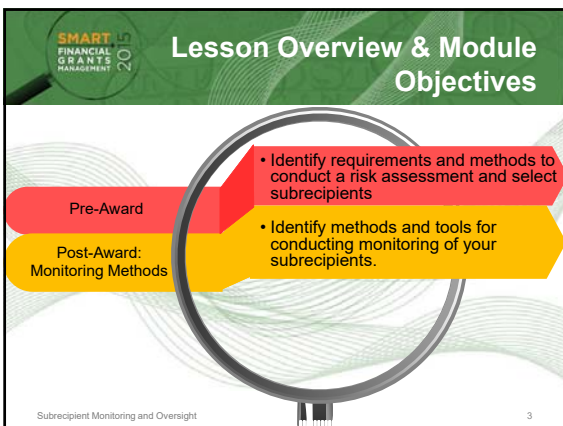 SMART
FINANCIAL
GRANTS
MANAGEMENT
2015
Lesson Overview & Module
Objectives
Pre-Award
• Identify requirements and methods to
conduct a risk assessment and select
subrecipients
Post-Award:
Monitoring Methods
• Identify methods and tools for
conducting monitoring of your
subrecipients.
Subrecipient Monitoring and Oversight
3